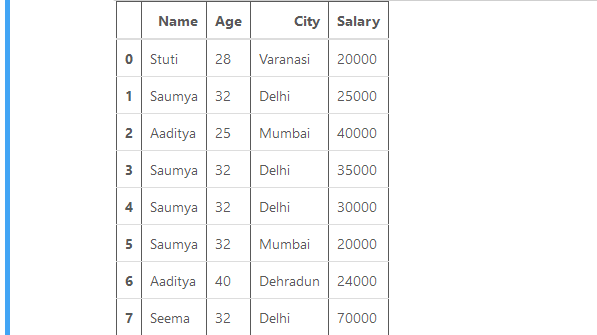 Name Age City Salary
0 Stuti 28 Varanasi 20000
1 Saumya 32 Delhi 25000
2 Aaditya 25 Mumbai 40000
3 Saumya 32 Delhi 35000
4 Saumya 32 Delhi 30000
5 Saumya 32 Mumbai 20000
6 Aaditya 40 Dehradun 24000
7 Seema 32 Delhi 70000